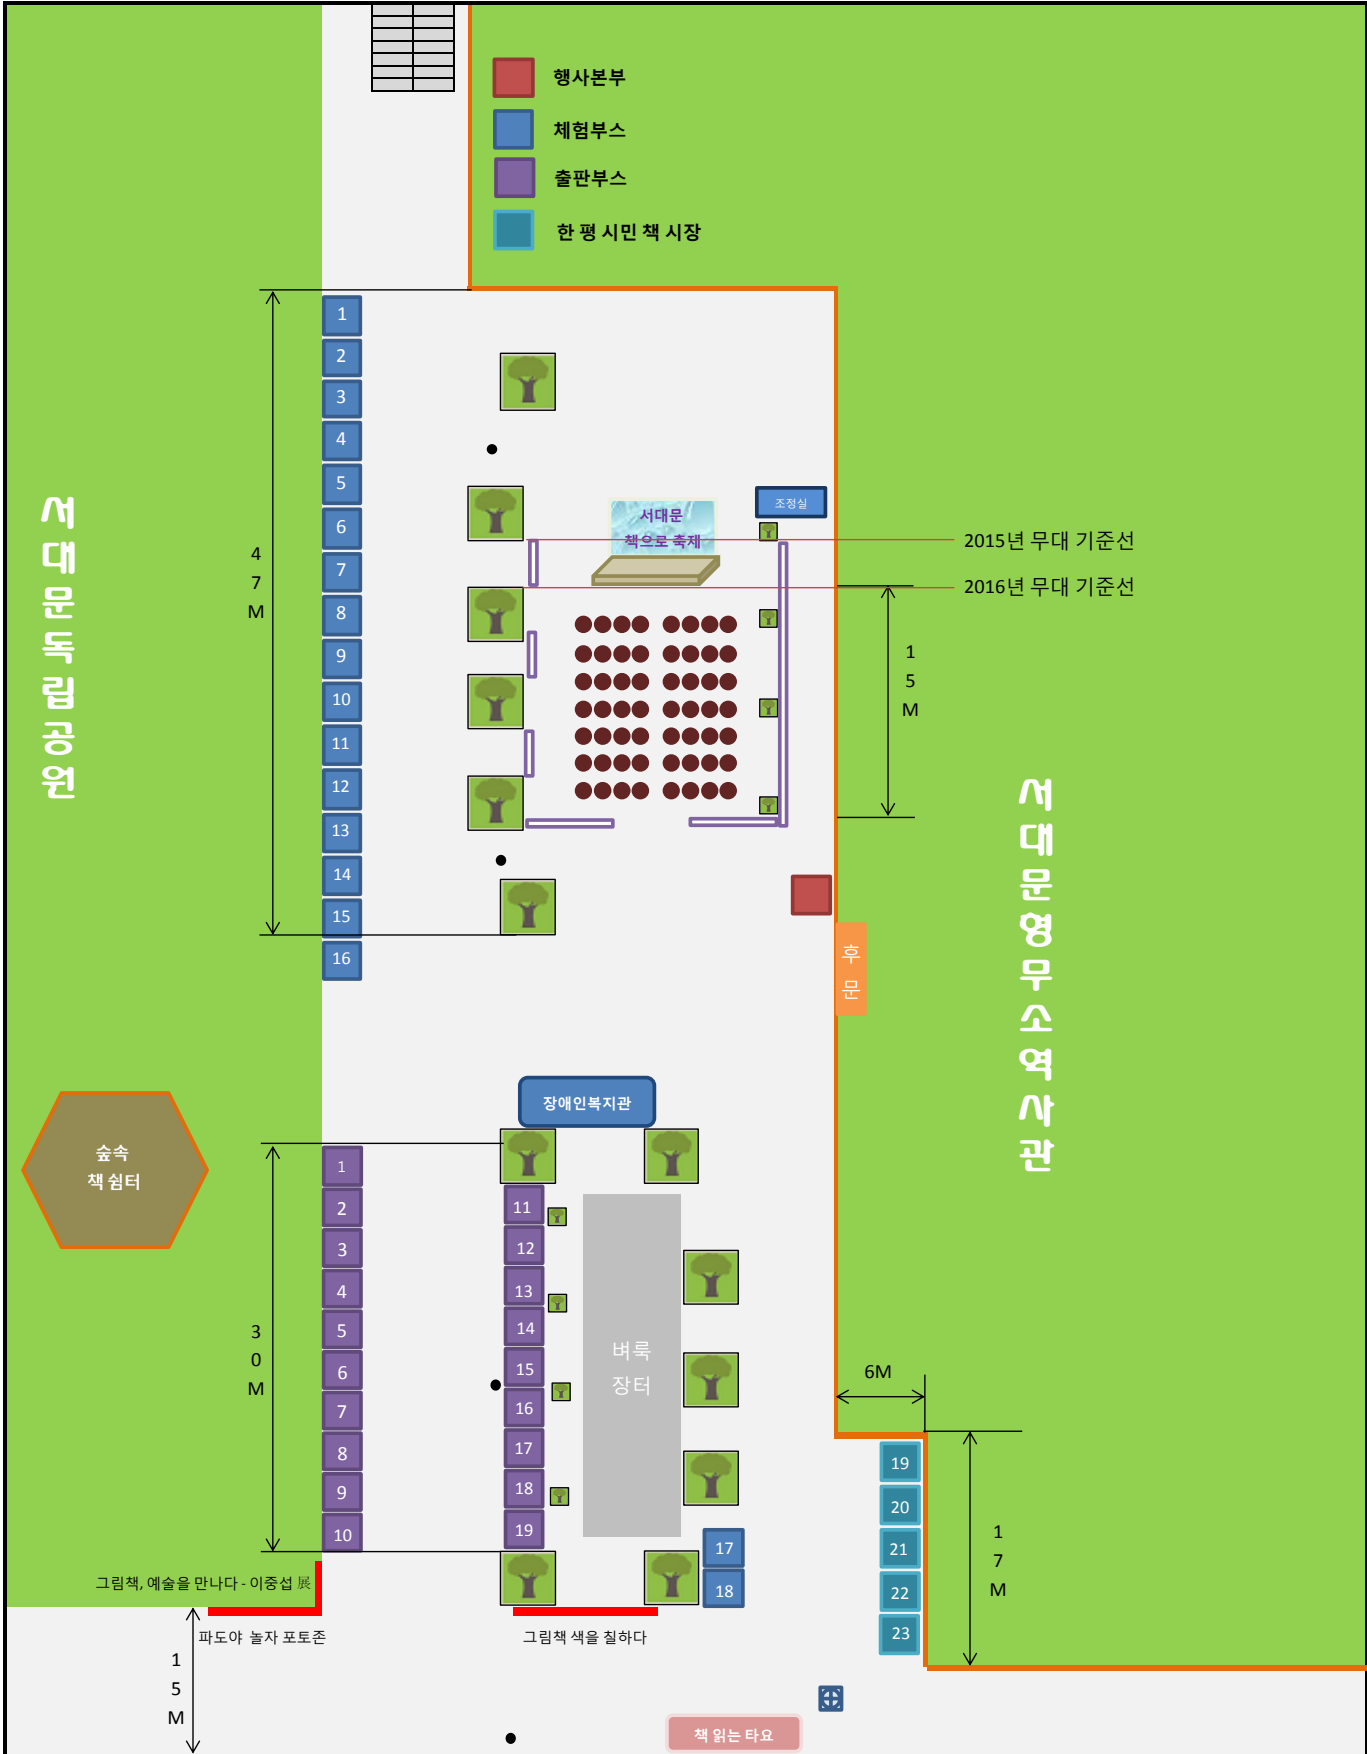 행사본부
체험부스
출판부스
한 평 시민 책 시장
1
2
3
4
5
6
7
8
9
10
11
12
13
14
15
16
47M
서대문독립공원
서대문
책으로 축제
조정실
2015년 무대 기준선
2016년 무대 기준선
15M
서대문형무소역사관
후문
장애인복지관
숲속
책 쉼터
1
2
3
4
5
6
7
8
9
10
30M
11
12
13
14
15
16
17
18
19
벼룩
장터
6M
17
18
19
20
21
22
23
17M
그림책, 예술을 만나다 - 이중섭 展
파도야 놀자 포토존
그림책 색을 칠하다
15M
책 읽는 타요